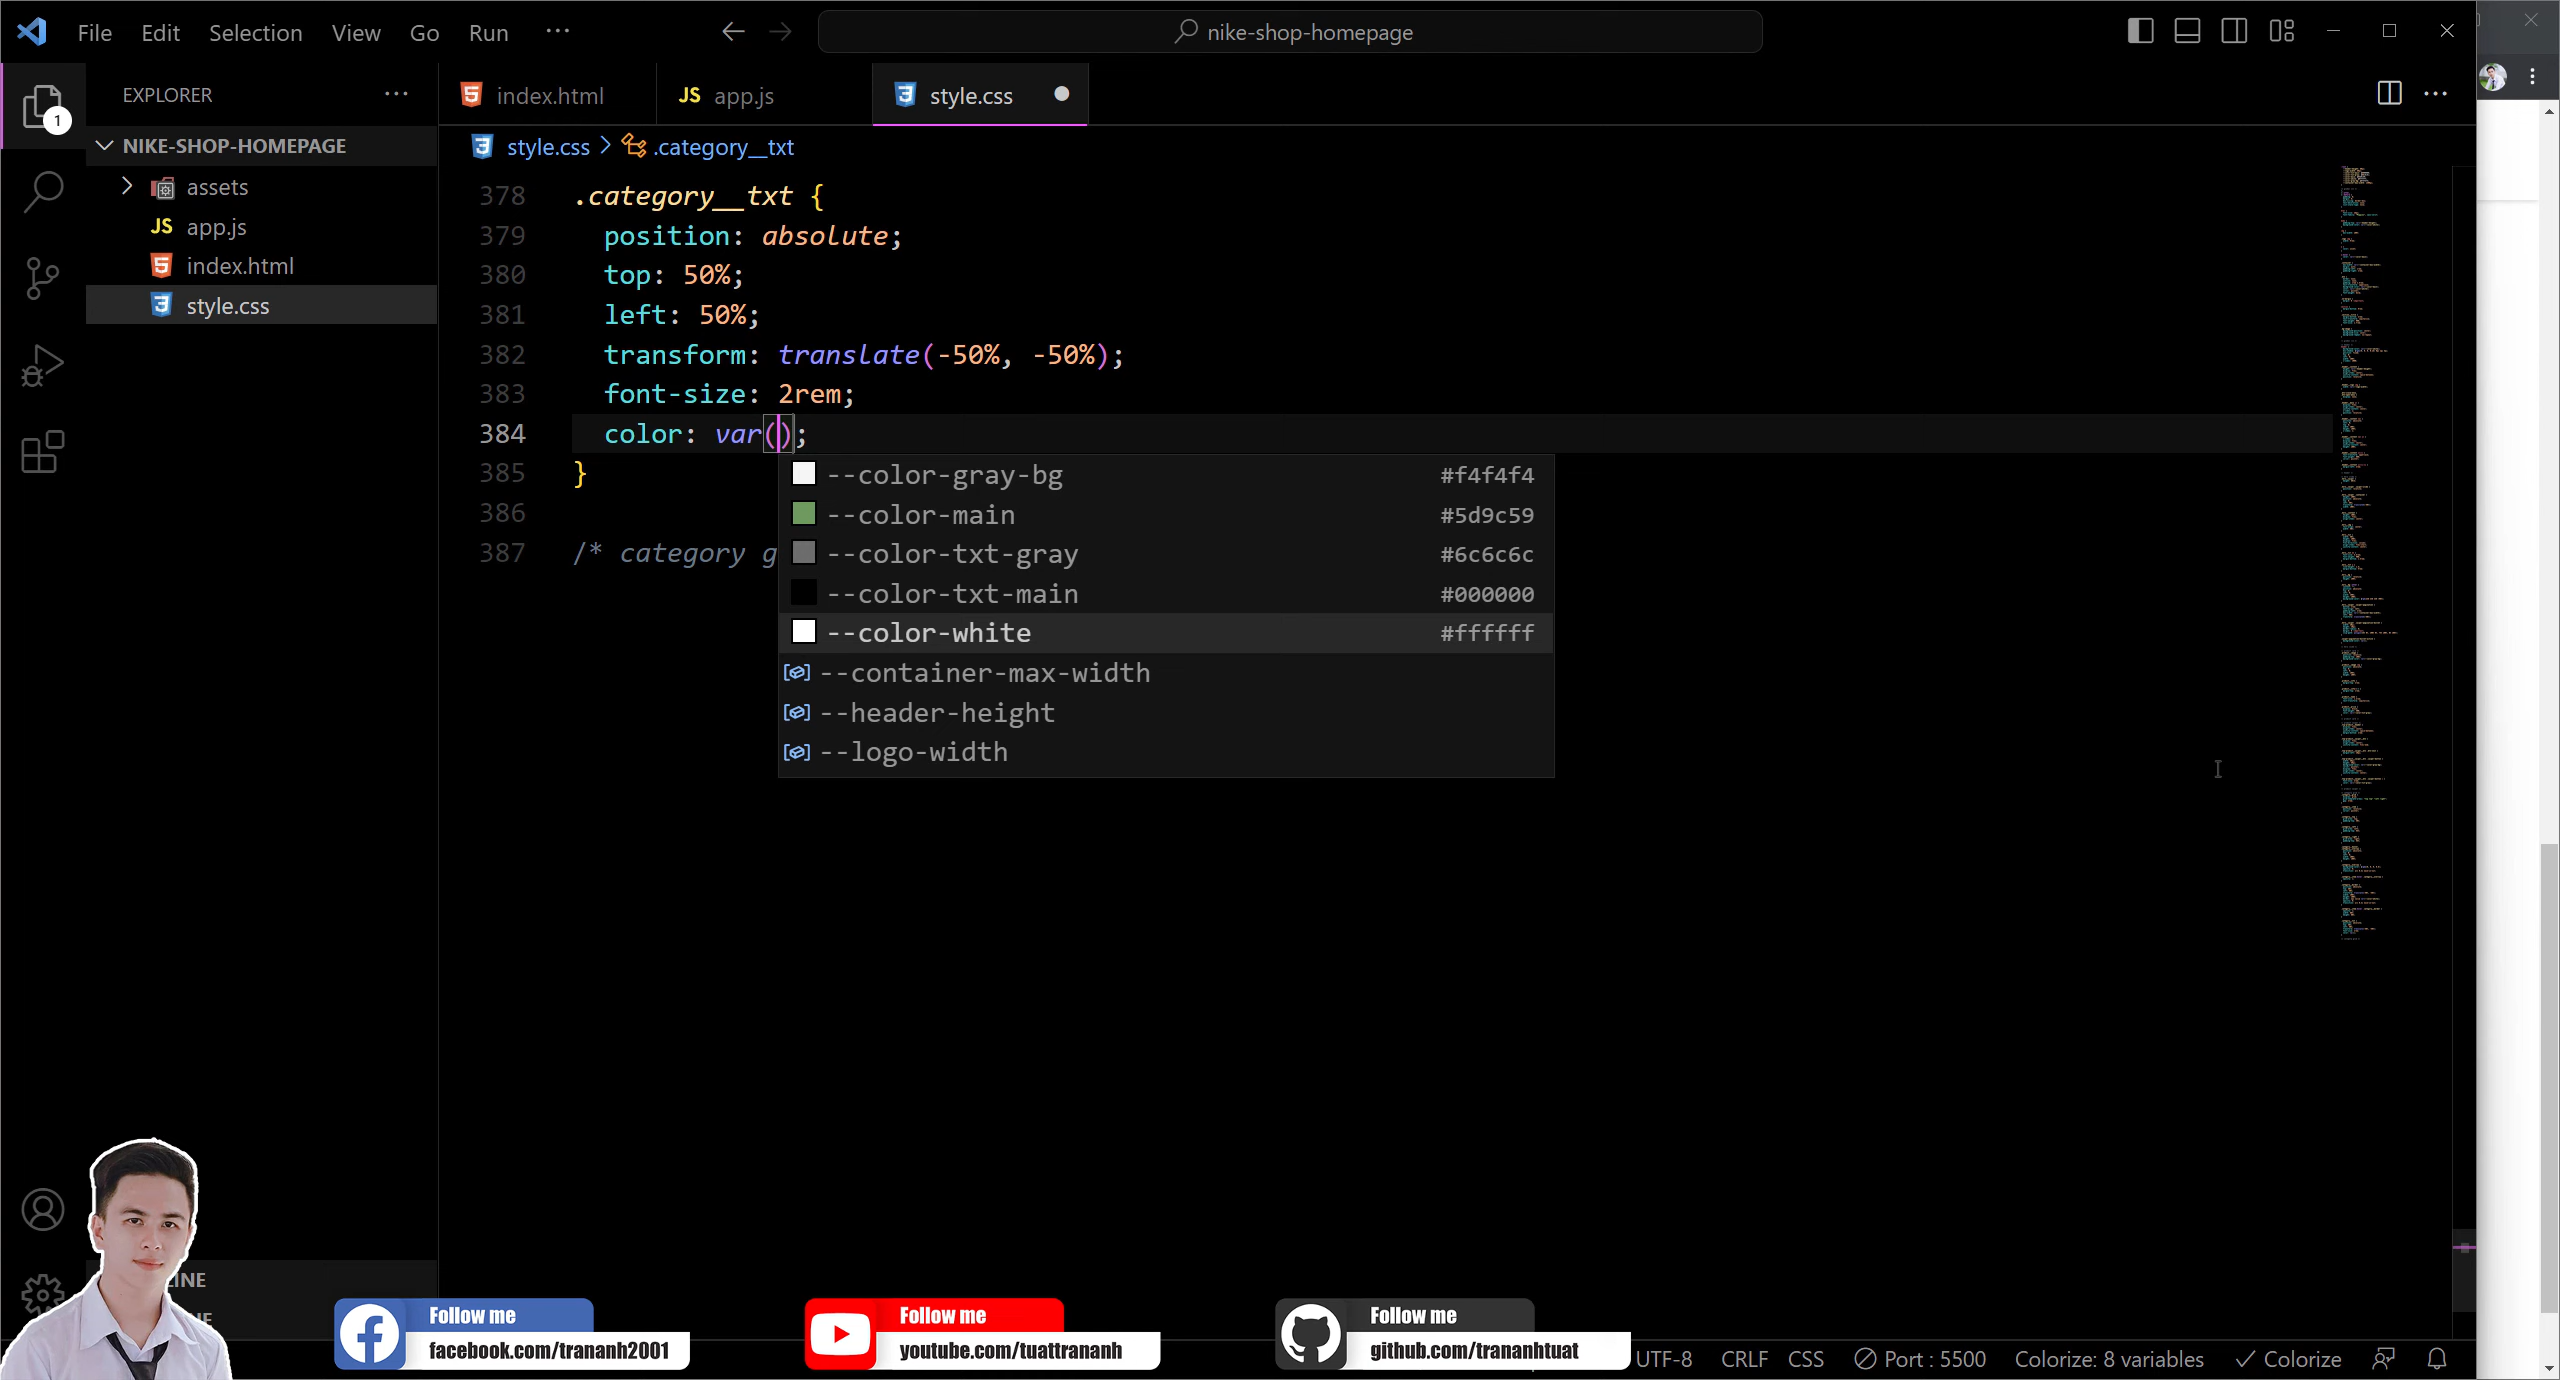 File Edit Selection View Go Run ···
nike-shop-homepage
EXPLORER ···
1
NIKE-SHOP-HOMEPAGE
assets
JS app.js
index.html
style.css
index.html
JS app.js
style.css
style.css > .category__txt
378 .category__txt {
379 position: absolute;
380 top: 50%;
381 left: 50%;
382 transform: translate(-50%, -50%);
383 font-size: 2rem;
384 color: var();
385 }
386
387 /* category g
--color-gray-bg #f4f4f4
--color-main #5d9c59
--color-txt-gray #6c6c6c
--color-txt-main #000000
--color-white #ffffff
--container-max-width
--header-height
--logo-width
LINE
NE
Follow me
facebook.com/trananh2001
Follow me
youtube.com/tuattrananh
Follow me
github.com/trananhtuat
UTF-8 CRLF CSS Port : 5500 Colorize: 8 variables Colorize